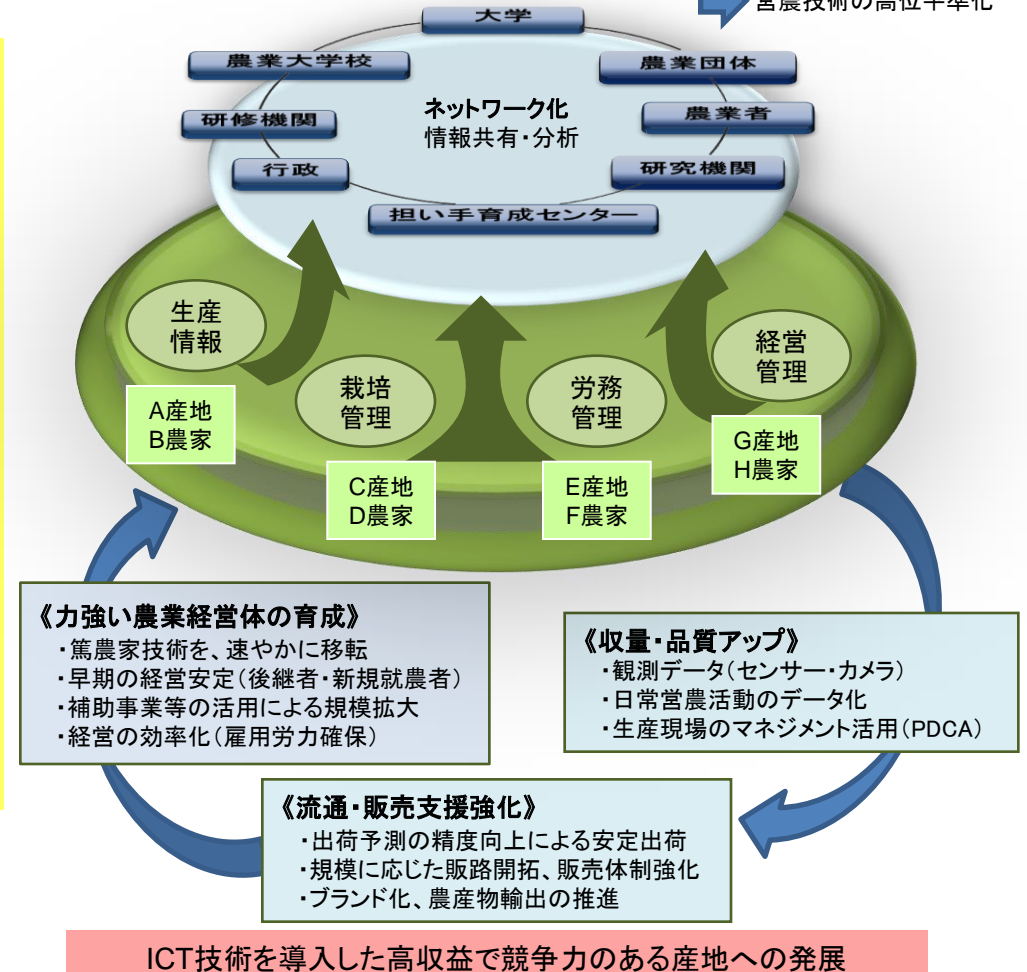 営農技術の高位平準化
大学
農業大学校
農業団体
研修機関
農業者
ネットワーク化
情報共有・分析
行政
研究機関
担い手育成センター
生産
情報
栽培
管理
労務
管理
経営
管理
A産地
B農家
C産地
D農家
E産地
F農家
G産地
H農家
《力強い農業経営体の育成》
・篤農家技術を、速やかに移転
・早期の経営安定(後継者・新規就農者)
・補助事業等の活用による規模拡大
・経営の効率化(雇用労力確保)
《収量・品質アップ》
・観測データ(センサー・カメラ)
・日常営農活動のデータ化
・生産現場のマネジメント活用(PDCA)
《流通・販売支援強化》
・出荷予測の精度向上による安定出荷
・規模に応じた販路開拓、販売体制強化
・ブランド化、農産物輸出の推進
ICT技術を導入した高収益で競争力のある産地への発展